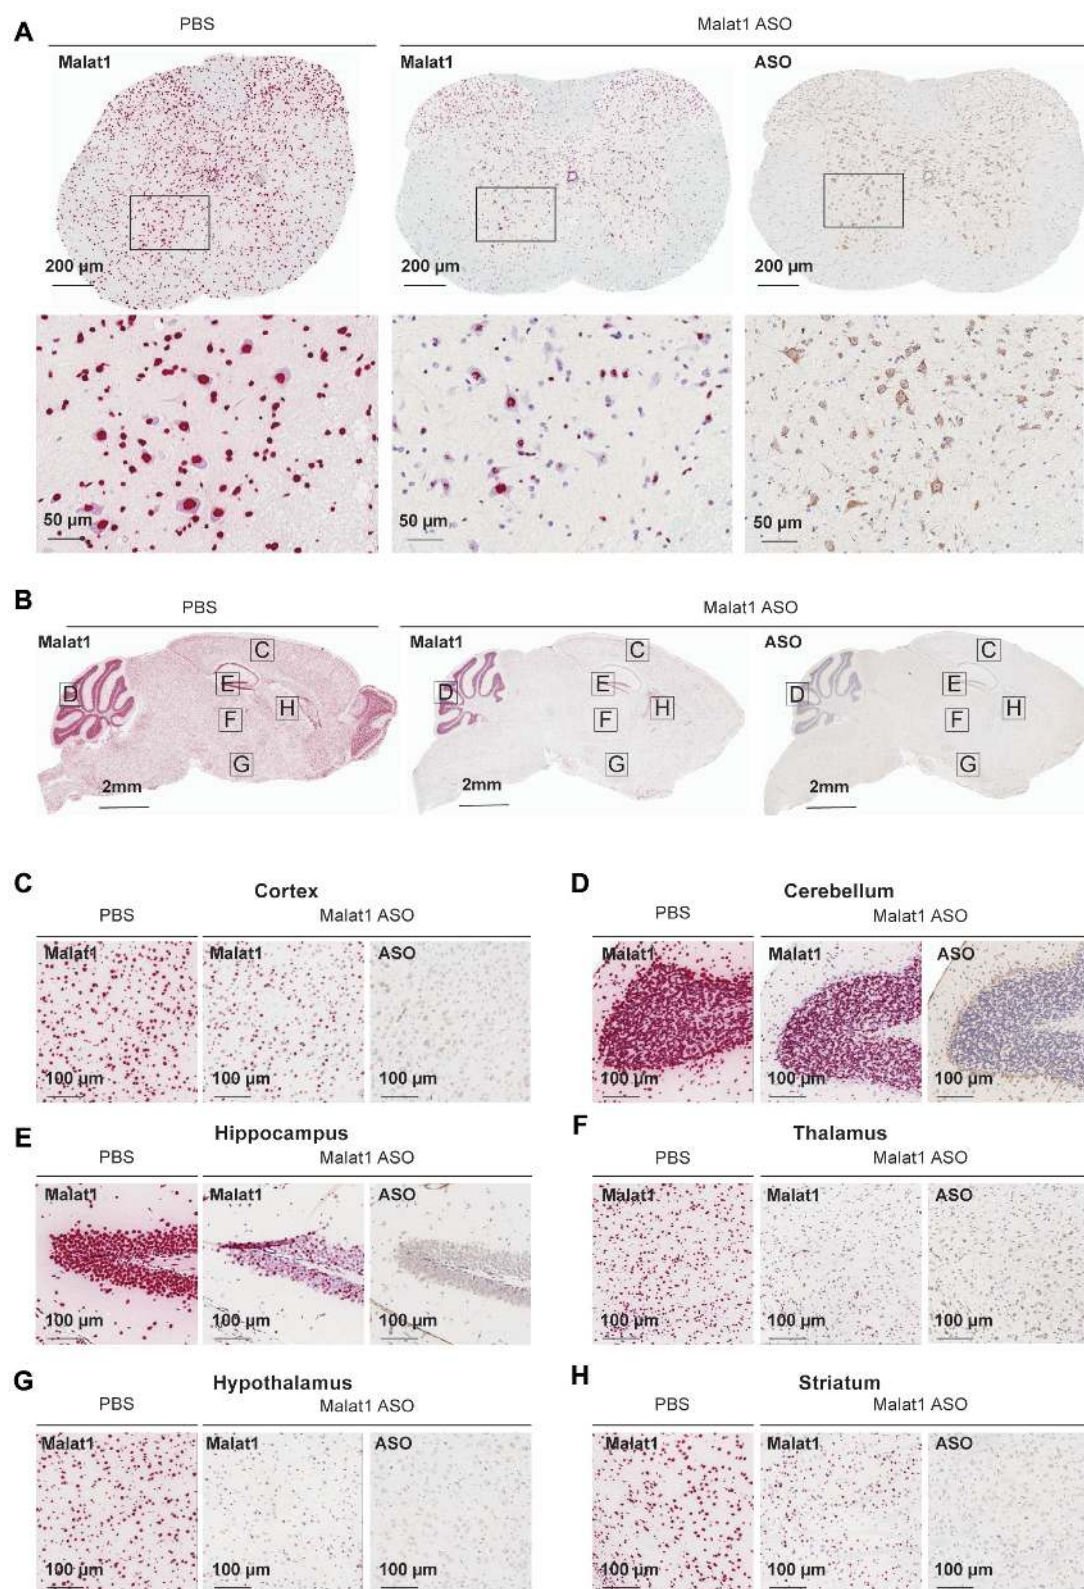 A
PBS
Malat1 ASO
Malat1
Malat1
ASO
200 µm
200 µm
200 µm
50 µm
50 µm
50 µm
B
PBS
Malat1 ASO
Malat1
Malat1
ASO
C
D
E
H
F
G
2mm
C
D
E
H
F
G
2mm
C
D
E
H
F
G
2mm
C
Cortex
PBS
Malat1 ASO
Malat1
Malat1
ASO
100 µm
100 µm
100 µm
D
Cerebellum
PBS
Malat1 ASO
Malat1
Malat1
ASO
100 µm
100 µm
100 µm
E
Hippocampus
PBS
Malat1 ASO
Malat1
Malat1
ASO
100 µm
100 µm
100 µm
F
Thalamus
PBS
Malat1 ASO
Malat1
Malat1
ASO
100 µm
100 µm
100 µm
G
Hypothalamus
PBS
Malat1 ASO
Malat1
Malat1
ASO
100 µm
100 µm
100 µm
H
Striatum
PBS
Malat1 ASO
Malat1
Malat1
ASO
100 µm
100 µm
100 µm